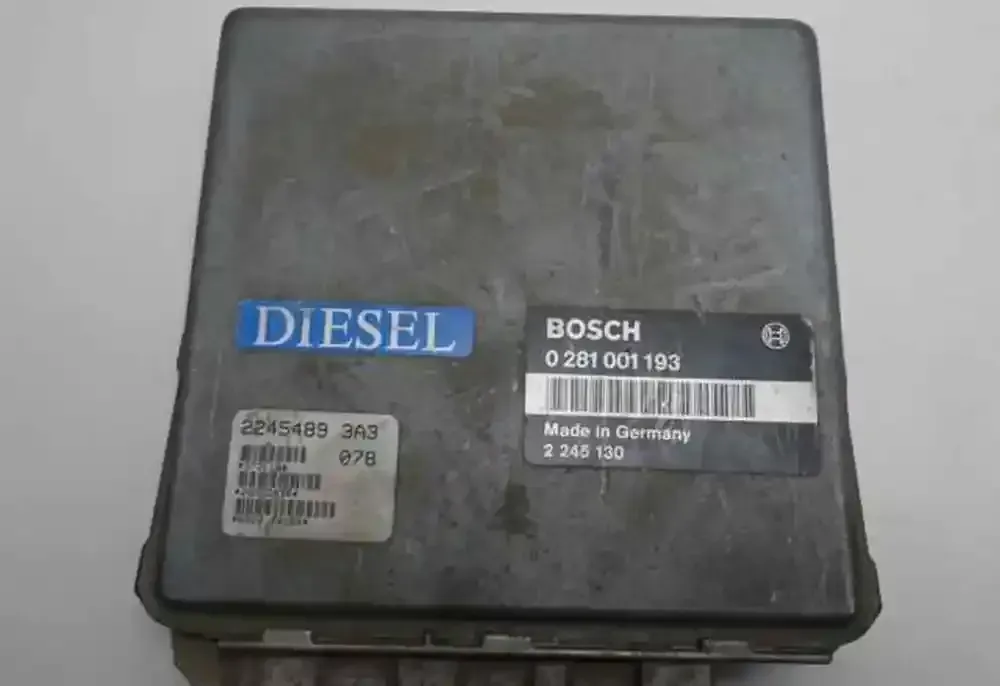 DIESEL
BOSCH
0 281 001 193
Made in Germany
2 245 130
2245489 3A3
078